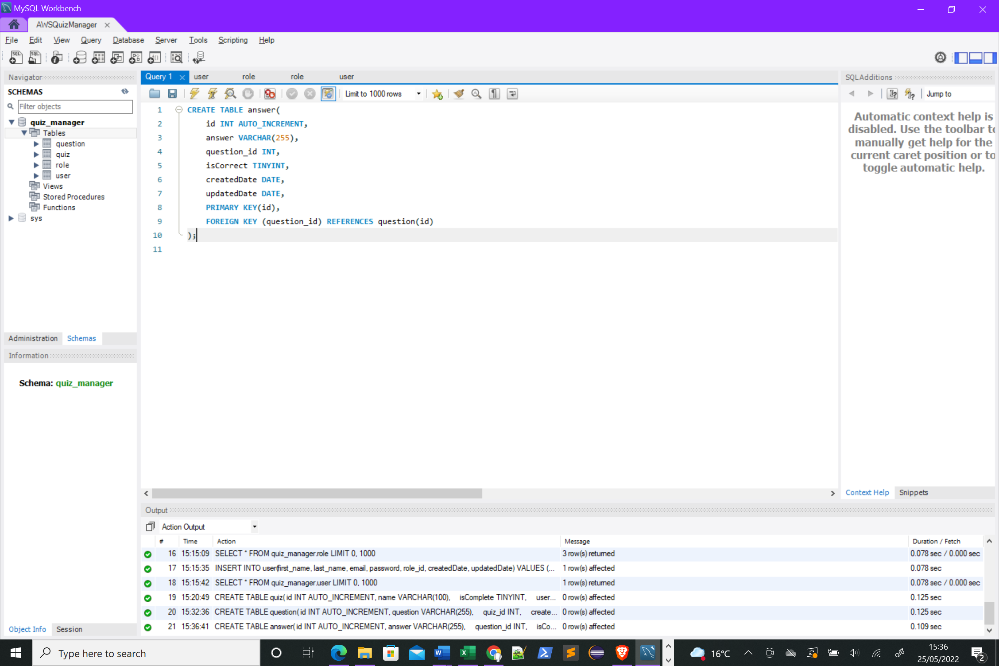 MySQL Workbench
AWSQuizManager
File Edit View Query Database Server Tools Scripting Help
Navigator
SCHEMAS
Filter objects
quiz_manager
Tables
question
quiz
role
user
Views
Stored Procedures
Functions
sys
Administration Schemas
Information
Schema: quiz_manager
Object Info Session
Query 1 user role role user
Limit to 1000 rows
1 CREATE TABLE answer(
2 id INT AUTO_INCREMENT,
3 answer VARCHAR(255),
4 question_id INT,
5 isCorrect TINYINT,
6 createdDate DATE,
7 updatedDate DATE,
8 PRIMARY KEY(id),
9 FOREIGN KEY (question_id) REFERENCES question(id)
10 );
11
SQLAdditions
Jump to
Automatic context help is
disabled. Use the toolbar to
manually get help for the
current caret position or to
toggle automatic help.
Context Help Snippets
Output
Action Output
# Time Action Message Duration / Fetch
16 15:15:09 SELECT * FROM quiz_manager.role LIMIT 0, 1000 3 row(s) returned 0.078 sec / 0.000 sec
17 15:15:35 INSERT INTO user(first_name, last_name, email, password, role_id, createdDate, updatedDate) VALUES (... 1 row(s) affected 0.078 sec
18 15:15:42 SELECT * FROM quiz_manager.user LIMIT 0, 1000 1 row(s) returned 0.078 sec / 0.000 sec
19 15:20:49 CREATE TABLE quiz( id INT AUTO_INCREMENT, name VARCHAR(100), isComplete TINYINT, user... 0 row(s) affected 0.125 sec
20 15:32:36 CREATE TABLE question( id INT AUTO_INCREMENT, question VARCHAR(255), quiz_id INT, create... 0 row(s) affected 0.125 sec
21 15:36:41 CREATE TABLE answer( id INT AUTO_INCREMENT, answer VARCHAR(255), question_id INT, isCo... 0 row(s) affected 0.109 sec
Type here to search
16°C
15:36
25/05/2022
2